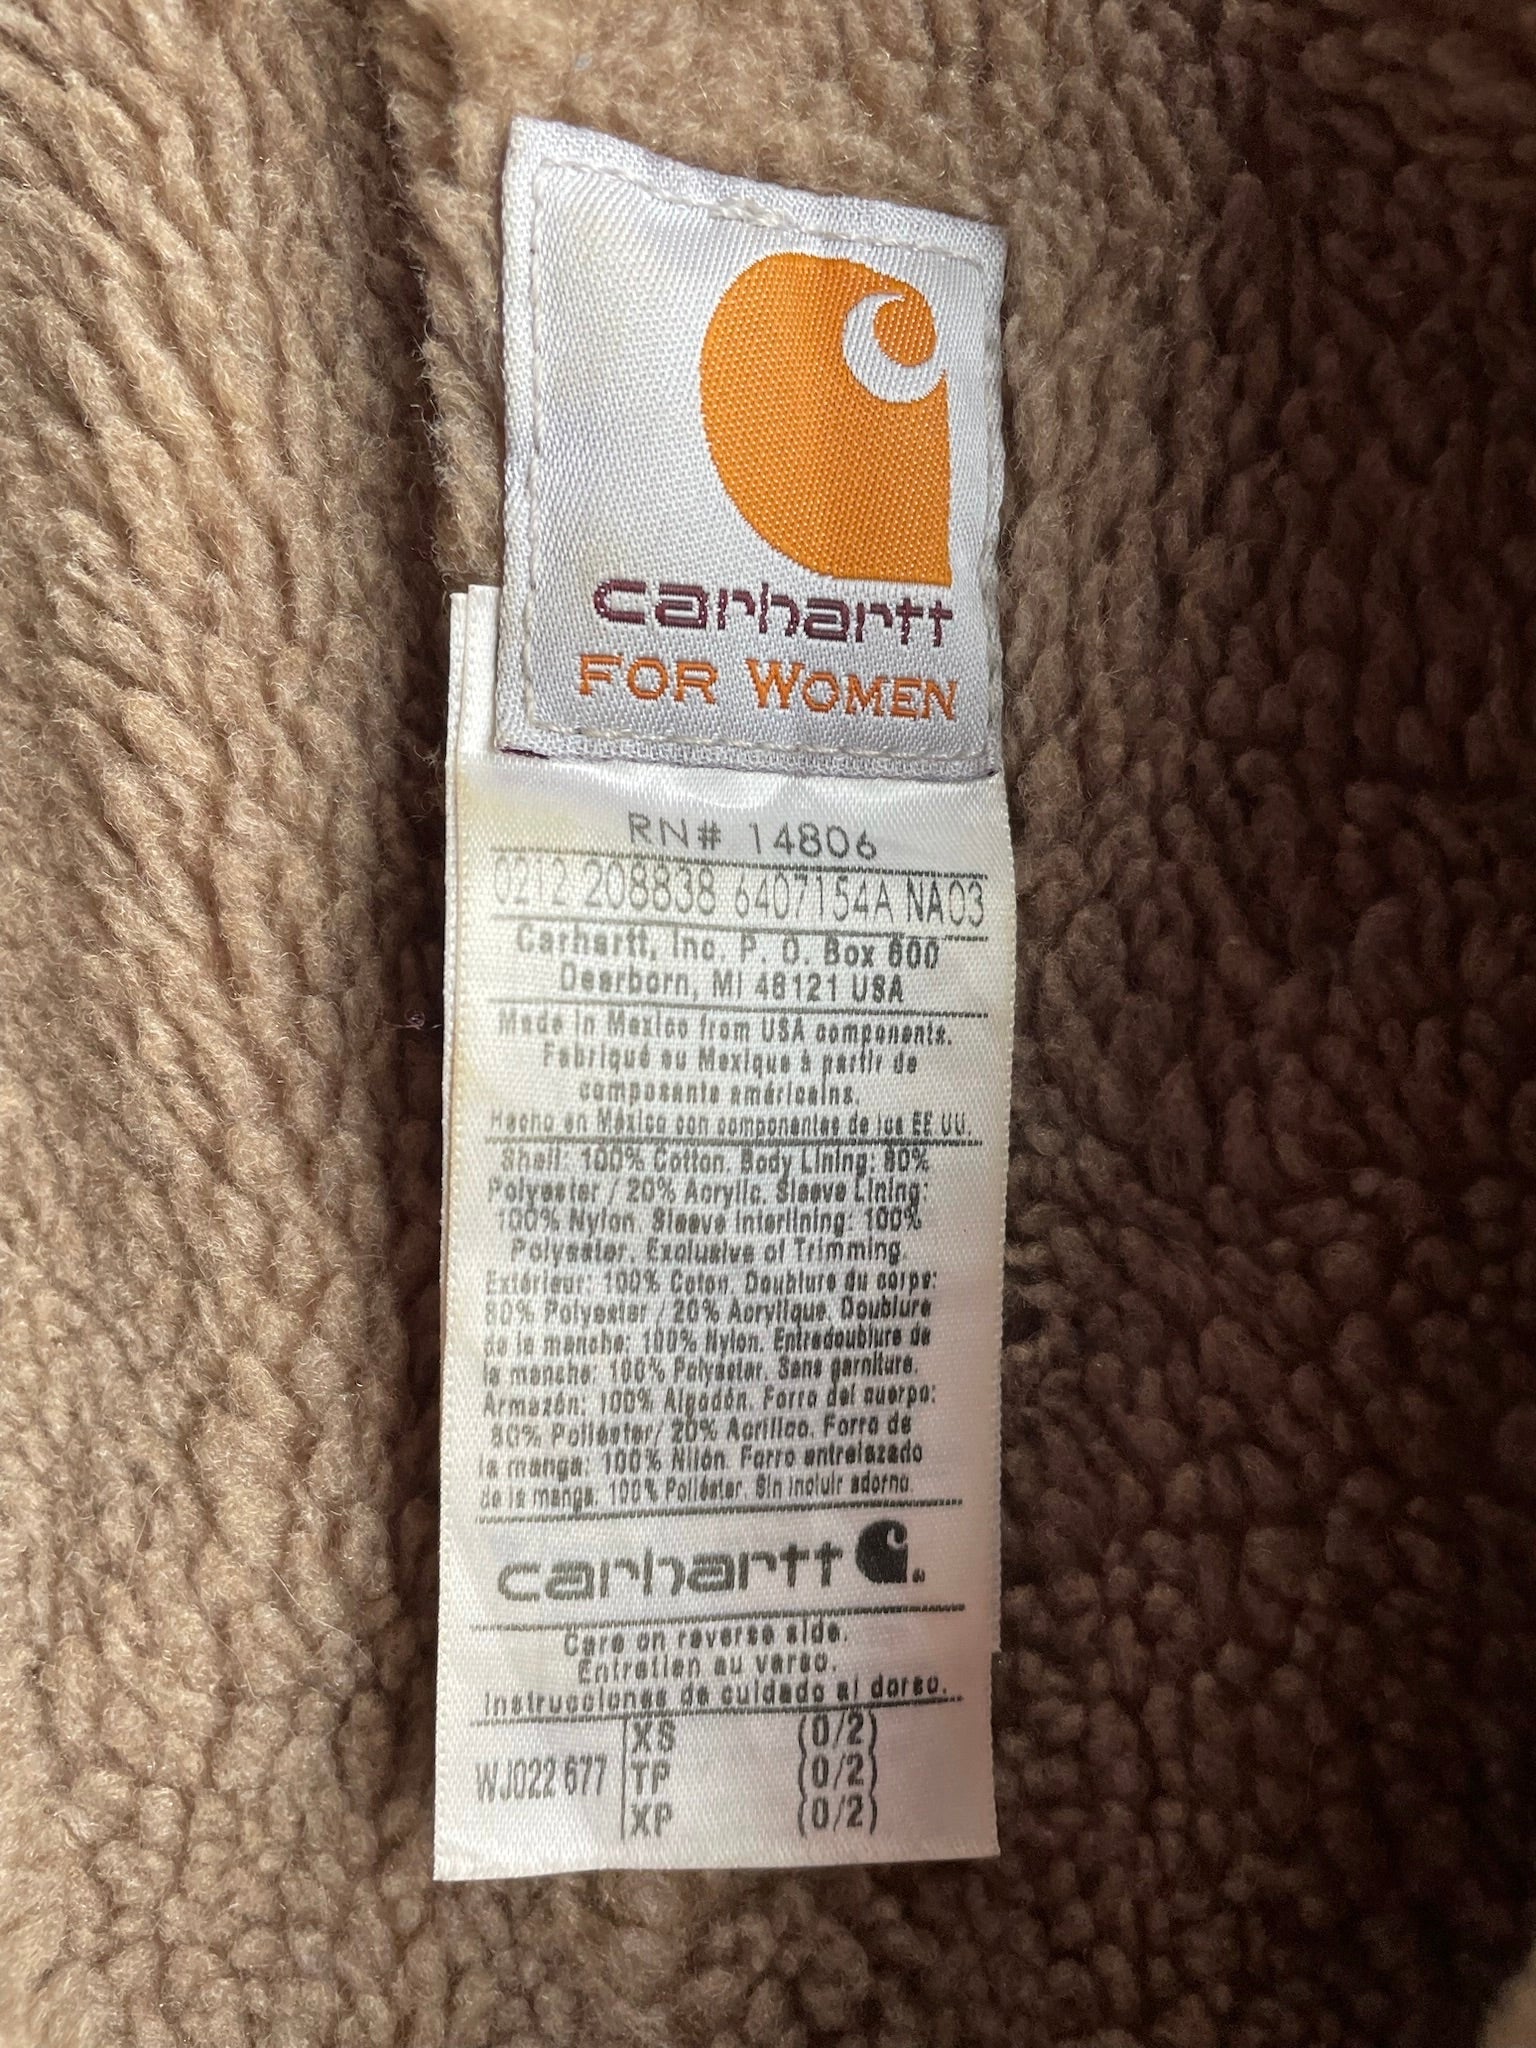 carhartt
FOR WOMEN
RN# 14806
0212 208838 6407154A NA03
Carhartt, Inc. P. O. Box 600
Dearborn, MI 48121 USA
Made in Mexico from USA components.
Fabriqué au Mexique à partir de
composants américains.
Hecho en México con componentes de los EE.UU.
Shell: 100% Cotton. Body Lining: 80%
Polyester / 20% Acrylic. Sleeve Lining:
100% Nylon. Sleeve Interlining: 100%
Polyester. Exclusive of Trimming.
Extérieur: 100% Coton. Doublure du corps:
80% Polyester / 20% Acrylique. Doublure
de la manche: 100% Nylon. Entredoublure de
la manche: 100% Polyester. Sans garniture.
Armazón: 100% Algodón. Forro del cuerpo:
80% Poliéster/ 20% Acrílico. Forro de
la manga: 100% Nilón. Forro entrelazado
de la manga. 100% Poliéster. Sin incluir adorno.
carhartt
Care on reverse side.
Entretien au verso.
Instrucciones de cuidado al dorso.
XS (0/2)
WJ022 677 TP (0/2)
XP (0/2)